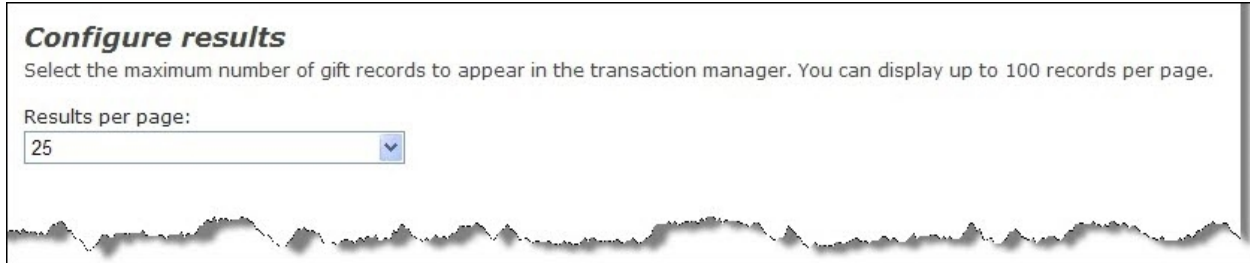 Configure results
Select the maximum number of gift records to appear in the transaction manager. You can display up to 100 records per page.
Results per page:
25